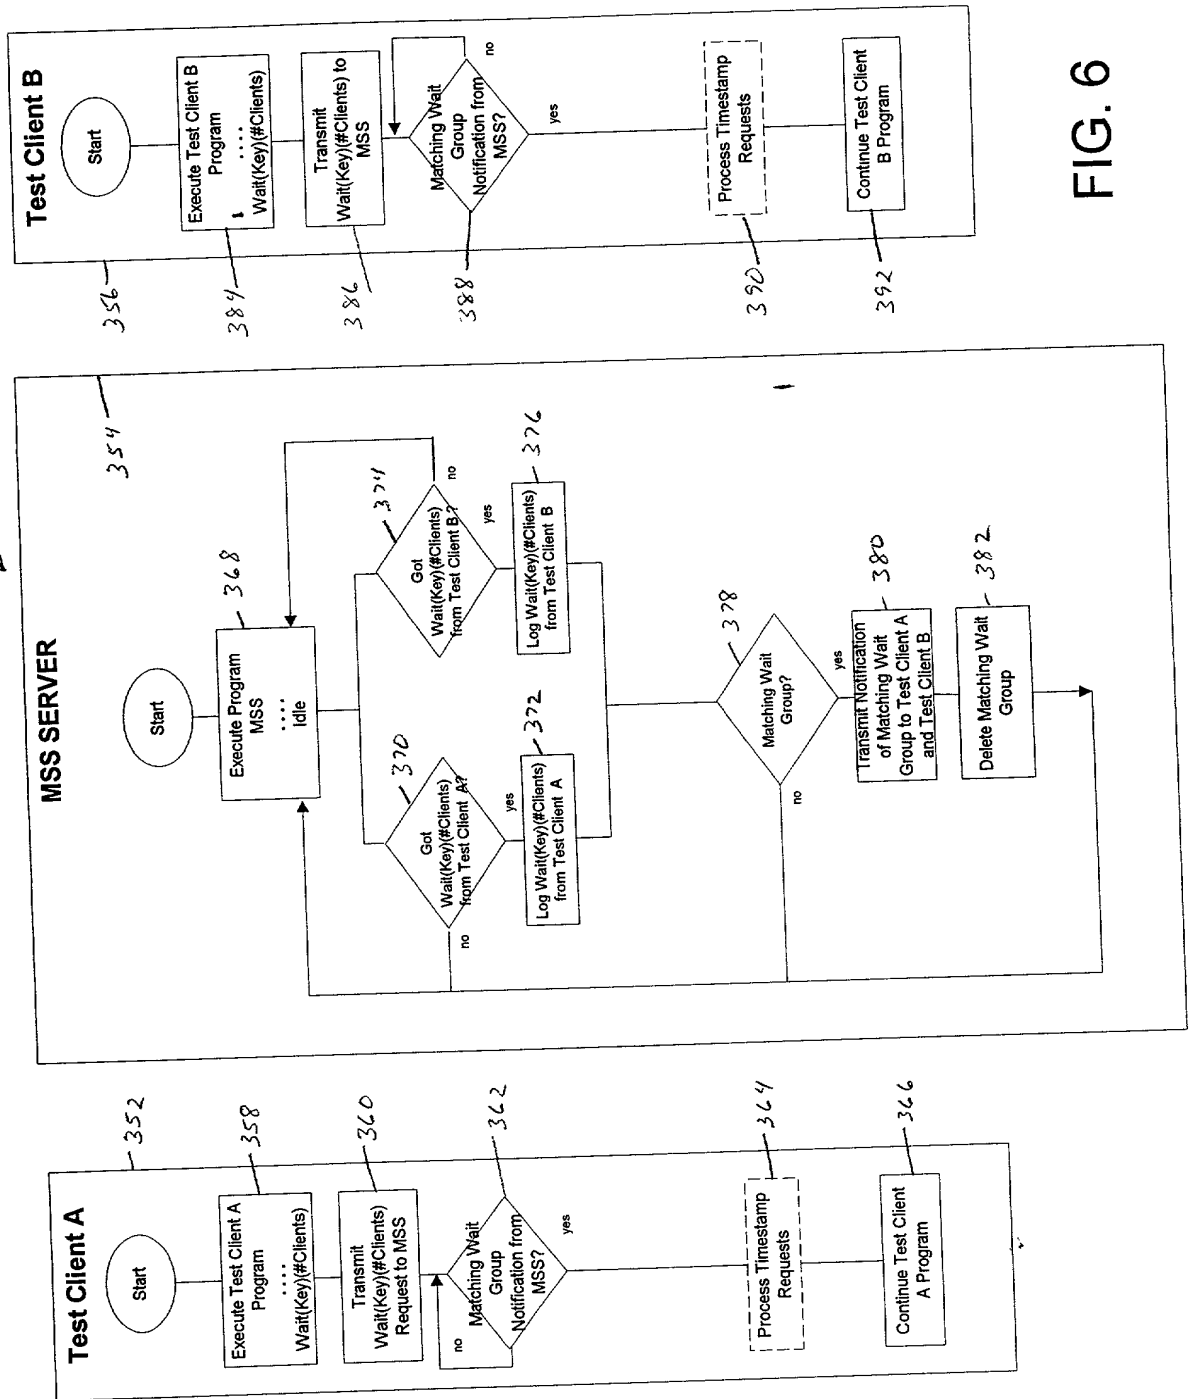 Test Client A
352
Start
Execute Test Client A
Program
....
Wait(Key)(#Clients)
358
Transmit
Wait(Key)(#Clients)
Request to MSS
360
Matching Wait
Group
Notification from
MSS?
362
no
yes
Process Timestamp
Requests
364
Continue Test Client
A Program
366
MSS SERVER
354
Start
Execute Program
MSS
....
Idle
368
Got
Wait(Key)(#Clients)
from Test Client A?
370
no
yes
Log Wait(Key)(#Clients)
from Test Client A
372
Got
Wait(Key)(#Clients)
from Test Client B?
374
no
yes
Log Wait(Key)(#Clients)
from Test Client B
376
Matching Wait
Group?
378
no
yes
Transmit Notification
of Matching Wait
Group to Test Client A
and Test Client B
380
Delete Matching Wait
Group
382
Test Client B
356
Start
Execute Test Client B
Program
....
Wait(Key)(#Clients)
384
Transmit
Wait(Key)(#Clients) to
MSS
386
Matching Wait
Group
Notification from
MSS?
388
no
yes
Process Timestamp
Requests
390
Continue Test Client
B Program
392
FIG. 6